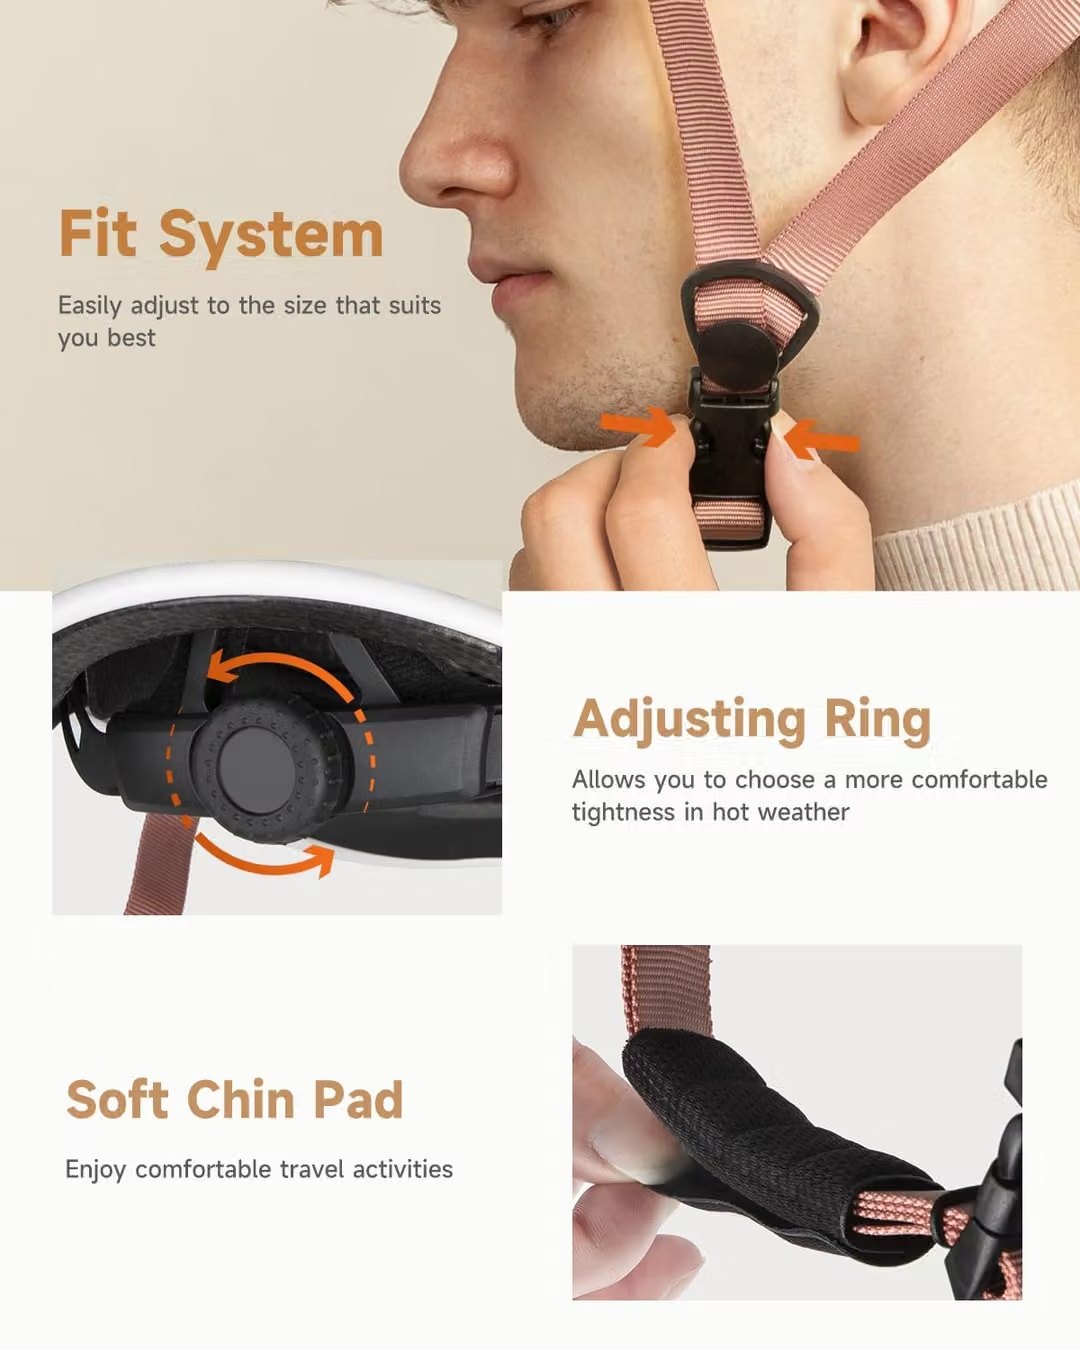 Fit System
Easily adjust to the size that suits
you best
Adjusting Ring
Allows you to choose a more comfortable
tightness in hot weather
Soft Chin Pad
Enjoy comfortable travel activities